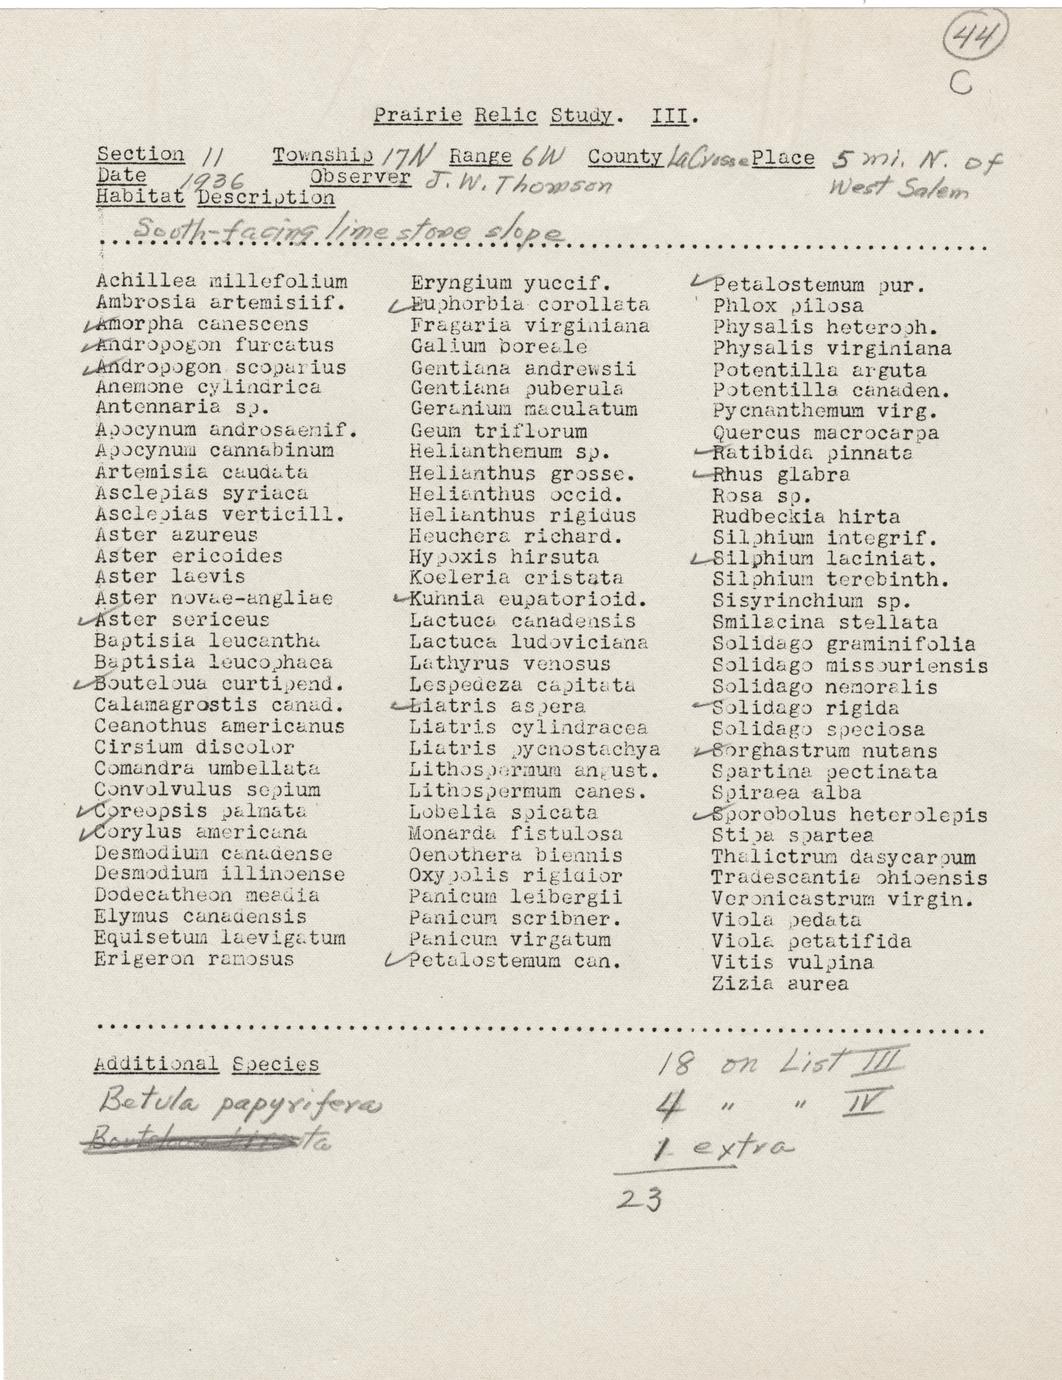 44
C
Prairie Relic Study. III.
Section 11 Township 17N Range 6W County LaCrosse Place 5 mi. N. of
Date 1936 Observer J. W. Thomson West Salem
Habitat Description
South-facing limestone slope
Achillea millefolium
Ambrosia artemisiif.
✓Amorpha canescens
✓Andropogon furcatus
✓Andropogon scoparius
Anemone cylindrica
Antennaria sp.
Apocynum androsaemif.
Apocynum cannabinum
Artemisia caudata
Asclepias syriaca
Asclepias verticill.
Aster azureus
Aster ericoides
Aster laevis
Aster novae-angliae
✓Aster sericeus
Baptisia leucantha
Baptisia leucophaea
✓Bouteloua curtipend.
Calamagrostis canad.
Ceanothus americanus
Cirsium discolor
Comandra umbellata
Convolvulus sepium
✓Coreopsis palmata
✓Corylus americana
Desmodium canadense
Desmodium illinoense
Dodecatheon meadia
Elymus canadensis
Equisetum laevigatum
Erigeron ramosus
Eryngium yuccif.
✓Euphorbia corollata
Fragaria virginiana
Galium boreale
Gentiana andrewsii
Gentiana puberula
Geranium maculatum
Geum triflorum
Helianthemum sp.
Helianthus grosse.
Helianthus occid.
Helianthus rigidus
Heuchera richard.
Hypoxis hirsuta
Koeleria cristata
✓Kuhnia eupatorioid.
Lactuca canadensis
Lactuca ludoviciana
Lathyrus venosus
Lespedeza capitata
✓Liatris aspera
Liatris cylindracea
Liatris pycnostachya
Lithospermum angust.
Lithospermum canes.
Lobelia spicata
Monarda fistulosa
Oenothera biennis
Oxypolis rigidior
Panicum leibergii
Panicum scribner.
Panicum virgatum
✓Petalostemum can.
✓Petalostemum pur.
Phlox pilosa
Physalis heteroph.
Physalis virginiana
Potentilla arguta
Potentilla canaden.
Pycnanthemum virg.
Quercus macrocarpa
✓Ratibida pinnata
✓Rhus glabra
Rosa sp.
Rudbeckia hirta
Silphium integrif.
✓Silphium laciniat.
Silphium terebinth.
Sisyrinchium sp.
Smilacina stellata
Solidago graminifolia
Solidago missouriensis
Solidago nemoralis
✓Solidago rigida
Solidago speciosa
✓Sorghastrum nutans
Spartina pectinata
Spiraea alba
✓Sporobolus heterolepis
Stipa spartea
Thalictrum dasycarpum
Tradescantia ohioensis
Veronicastrum virgin.
Viola pedata
Viola petatifida
Vitis vulpina
Zizia aurea
Additional Species
Betula papyrifera
18 on List III
4 " " IV
1 extra
23